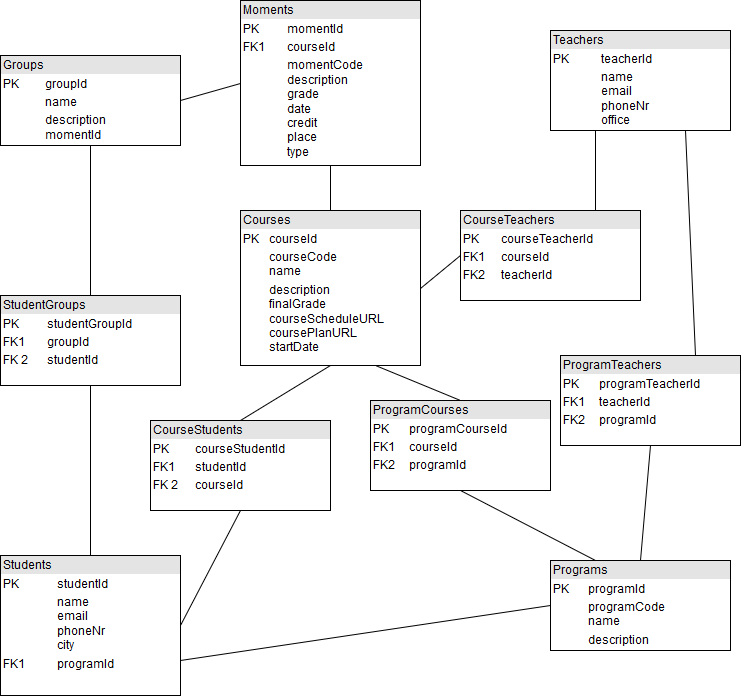 Moments
PK momentId
FK1 courseId
momentCode
description
grade
date
credit
place
type
Teachers
PK teacherId
name
email
phoneNr
office
Groups
PK groupId
name
description
momentId
Courses
PK courseId
courseCode
name
description
finalGrade
courseScheduleURL
coursePlanURL
startDate
CourseTeachers
PK courseTeacherId
FK1 courseId
FK2 teacherId
StudentGroups
PK studentGroupId
FK1 groupId
FK 2 studentId
ProgramTeachers
PK programTeacherId
FK1 teacherId
FK2 programId
ProgramCourses
PK programCourseId
FK1 courseId
FK2 programId
CourseStudents
PK courseStudentId
FK1 studentId
FK 2 courseId
Students
PK studentId
name
email
phoneNr
city
FK1 programId
Programs
PK programId
programCode
name
description